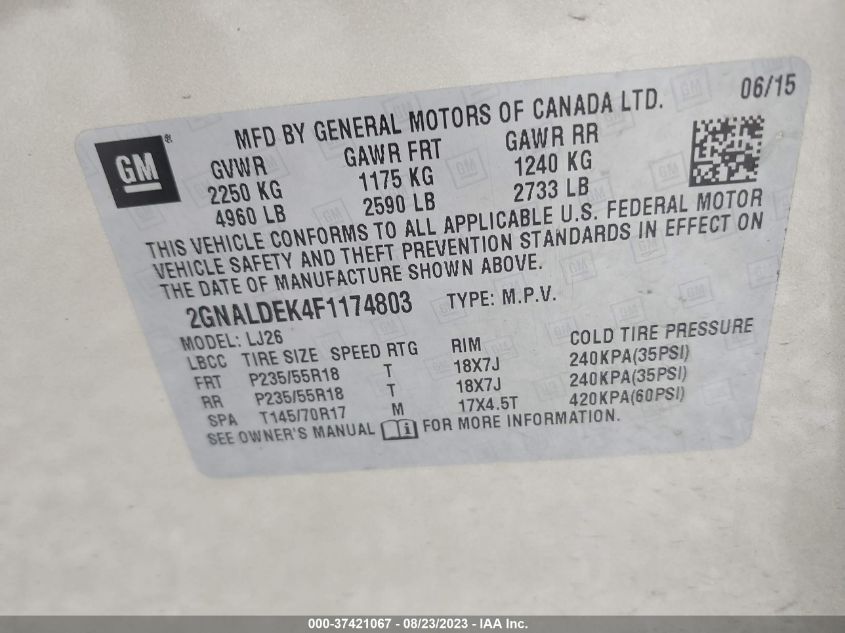 06/15
MFD BY GENERAL MOTORS OF CANADA LTD.
GM®
GVWR GAWR FRT GAWR RR
2250 KG 1175 KG 1240 KG
4960 LB 2590 LB 2733 LB
THIS VEHICLE CONFORMS TO ALL APPLICABLE U.S. FEDERAL MOTOR
VEHICLE SAFETY AND THEFT PREVENTION STANDARDS IN EFFECT ON
THE DATE OF MANUFACTURE SHOWN ABOVE.
2GNALDEK4F1174803 TYPE: M.P.V.
MODEL: LJ26
LBCC TIRE SIZE SPEED RTG RIM COLD TIRE PRESSURE
FRT P235/55R18 T 18X7J 240KPA(35PSI)
RR P235/55R18 T 18X7J 240KPA(35PSI)
SPA T145/70R17 M 17X4.5T 420KPA(60PSI)
SEE OWNER'S MANUAL FOR MORE INFORMATION.
000-37421067 - 08/23/2023 - IAA Inc.